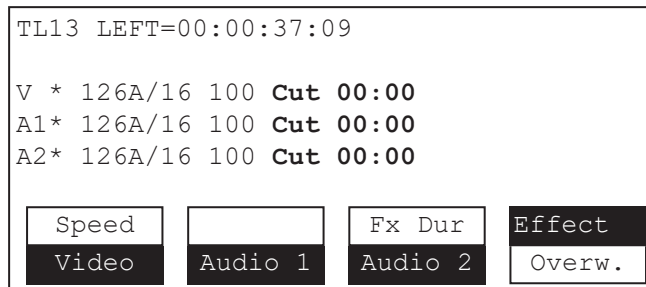 TL13 LEFT=00:00:37:09
V * 126A/16 100 Cut 00:00
A1* 126A/16 100 Cut 00:00
A2* 126A/16 100 Cut 00:00
Speed Fx Dur Effect
Video Audio 1 Audio 2 Overw.